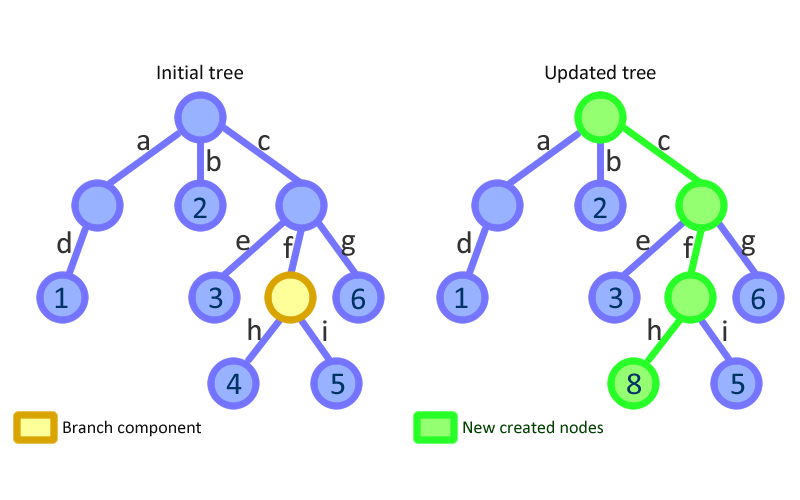 Initial tree
Updated tree
a
c
b
a
c
b
2
2
d
e
f
g
d
e
f
g
1
3
6
1
3
6
h
i
h
i
4
5
8
5
Branch component
New created nodes